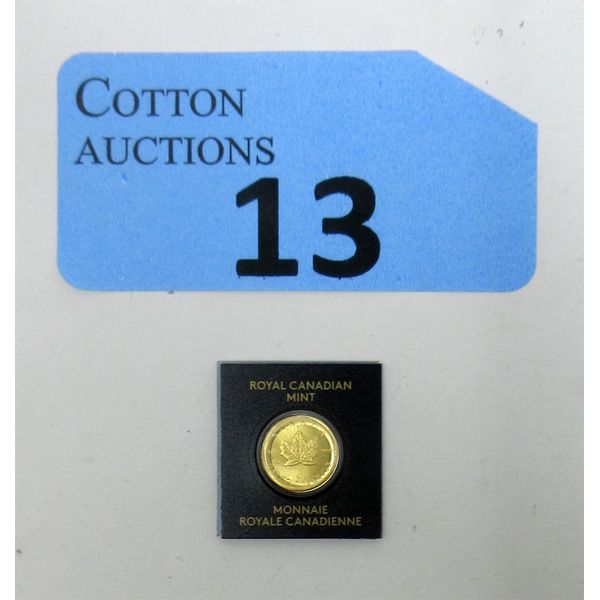 COTTON
AUCTIONS
13
ROYAL CANADIAN
MINT
MONNAIE
ROYALE CANADIENNE